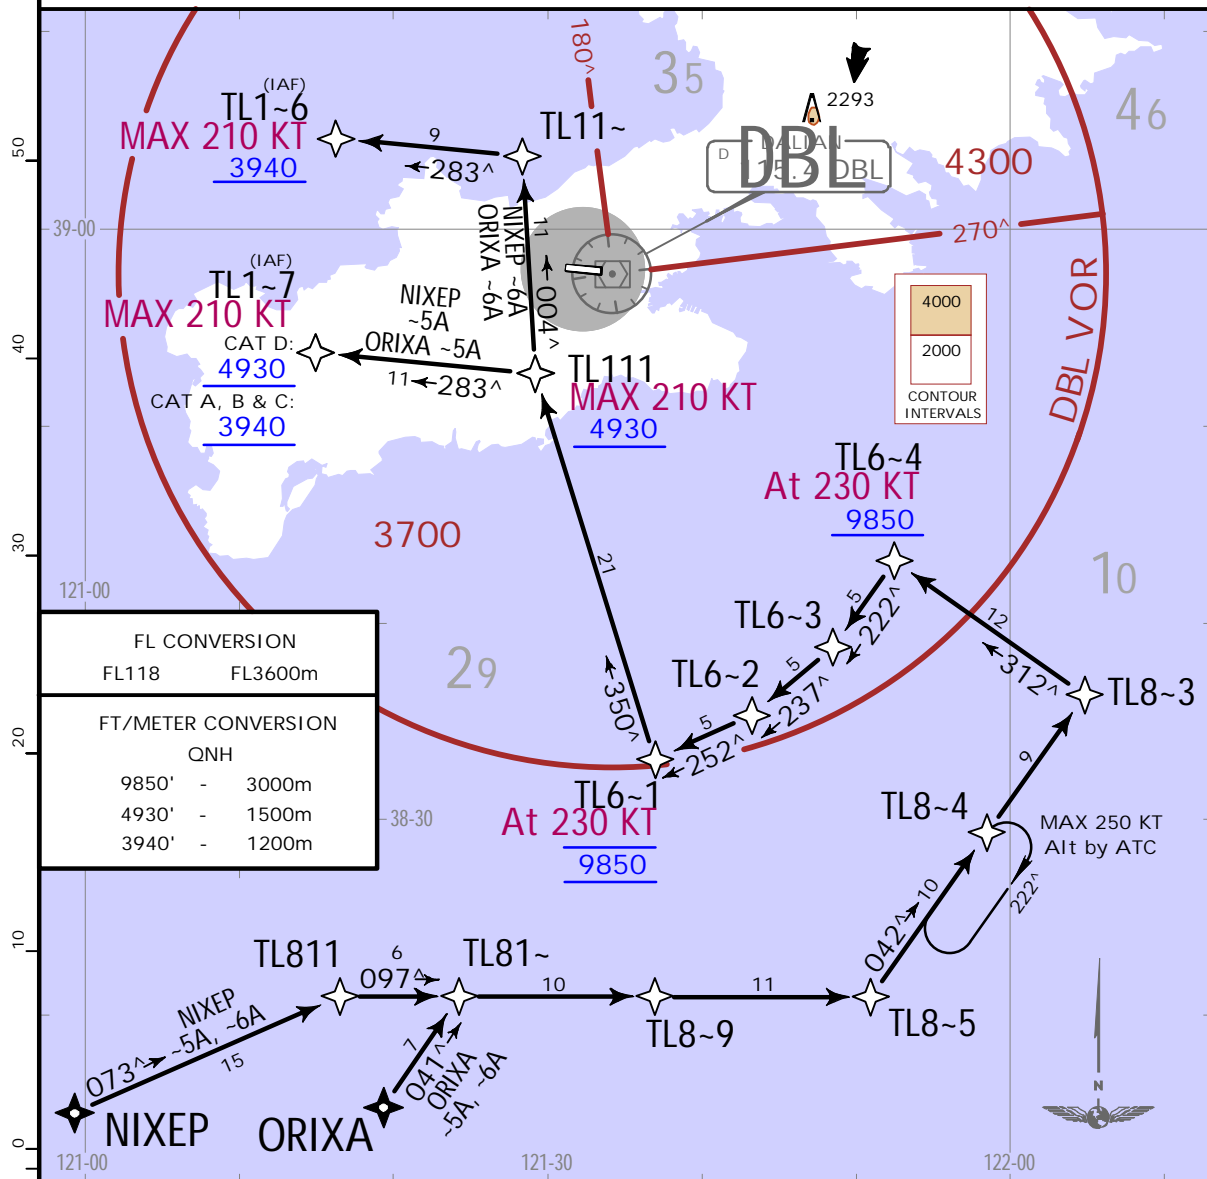 180^
35
2293
46
(IAF)
TL1~6
MAX 210 KT
3940
9
283^
TL11~
D
DALIAN
115.4 DBL
DBL
4300
270^
50
39-00
(IAF)
TL1~7
MAX 210 KT
CAT D:
4930
CAT A, B & C:
3940
NIXEP
~5A
ORIXA ~5A
11
283^
11
NIXEP ~6A
ORIXA ~6A
004^
TL111
MAX 210 KT
4930
4000
2000
CONTOUR
INTERVALS
DBL VOR
40
TL6~4
At 230 KT
9850
3700
21
350^
30
121-00
10
TL6~3
5
222^
12
312^
TL8~3
TL6~2
5
237^
5
252^
29
FL CONVERSION
FL118 FL3600m
FT/METER CONVERSION
QNH
9850' - 3000m
4930' - 1500m
3940' - 1200m
20
38-30
TL6~1
At 230 KT
9850
9
TL8~4
MAX 250 KT
Alt by ATC
222^
10
042^
10
TL811
6
097^
TL81~
10
TL8~9
11
TL8~5
073^
NIXEP
~5A, ~6A
15
7
041^
ORIXA
~5A, ~6A
NIXEP
ORIXA
N
0
121-00
121-30
122-00